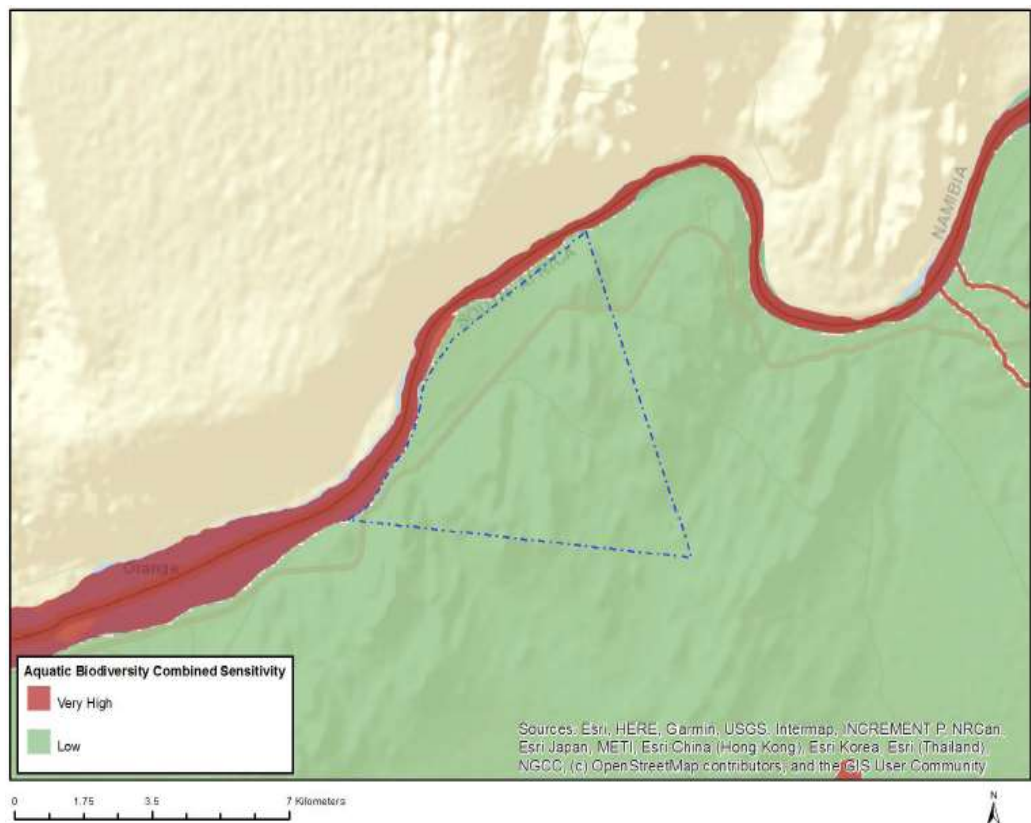 NAMIBIA
SOUTH AFRICA
Orange
Aquatic Biodiversity Combined Sensitivity
Very High
Low
Sources: Esri, HERE, Garmin, USGS, Intermap, INCREMENT P, NRCan,
Esri Japan, METI, Esri China (Hong Kong), Esri Korea, Esri (Thailand),
NGCC, (c) OpenStreetMap contributors, and the GIS User Community
0 1.75 3.5 7 Kilometers
N